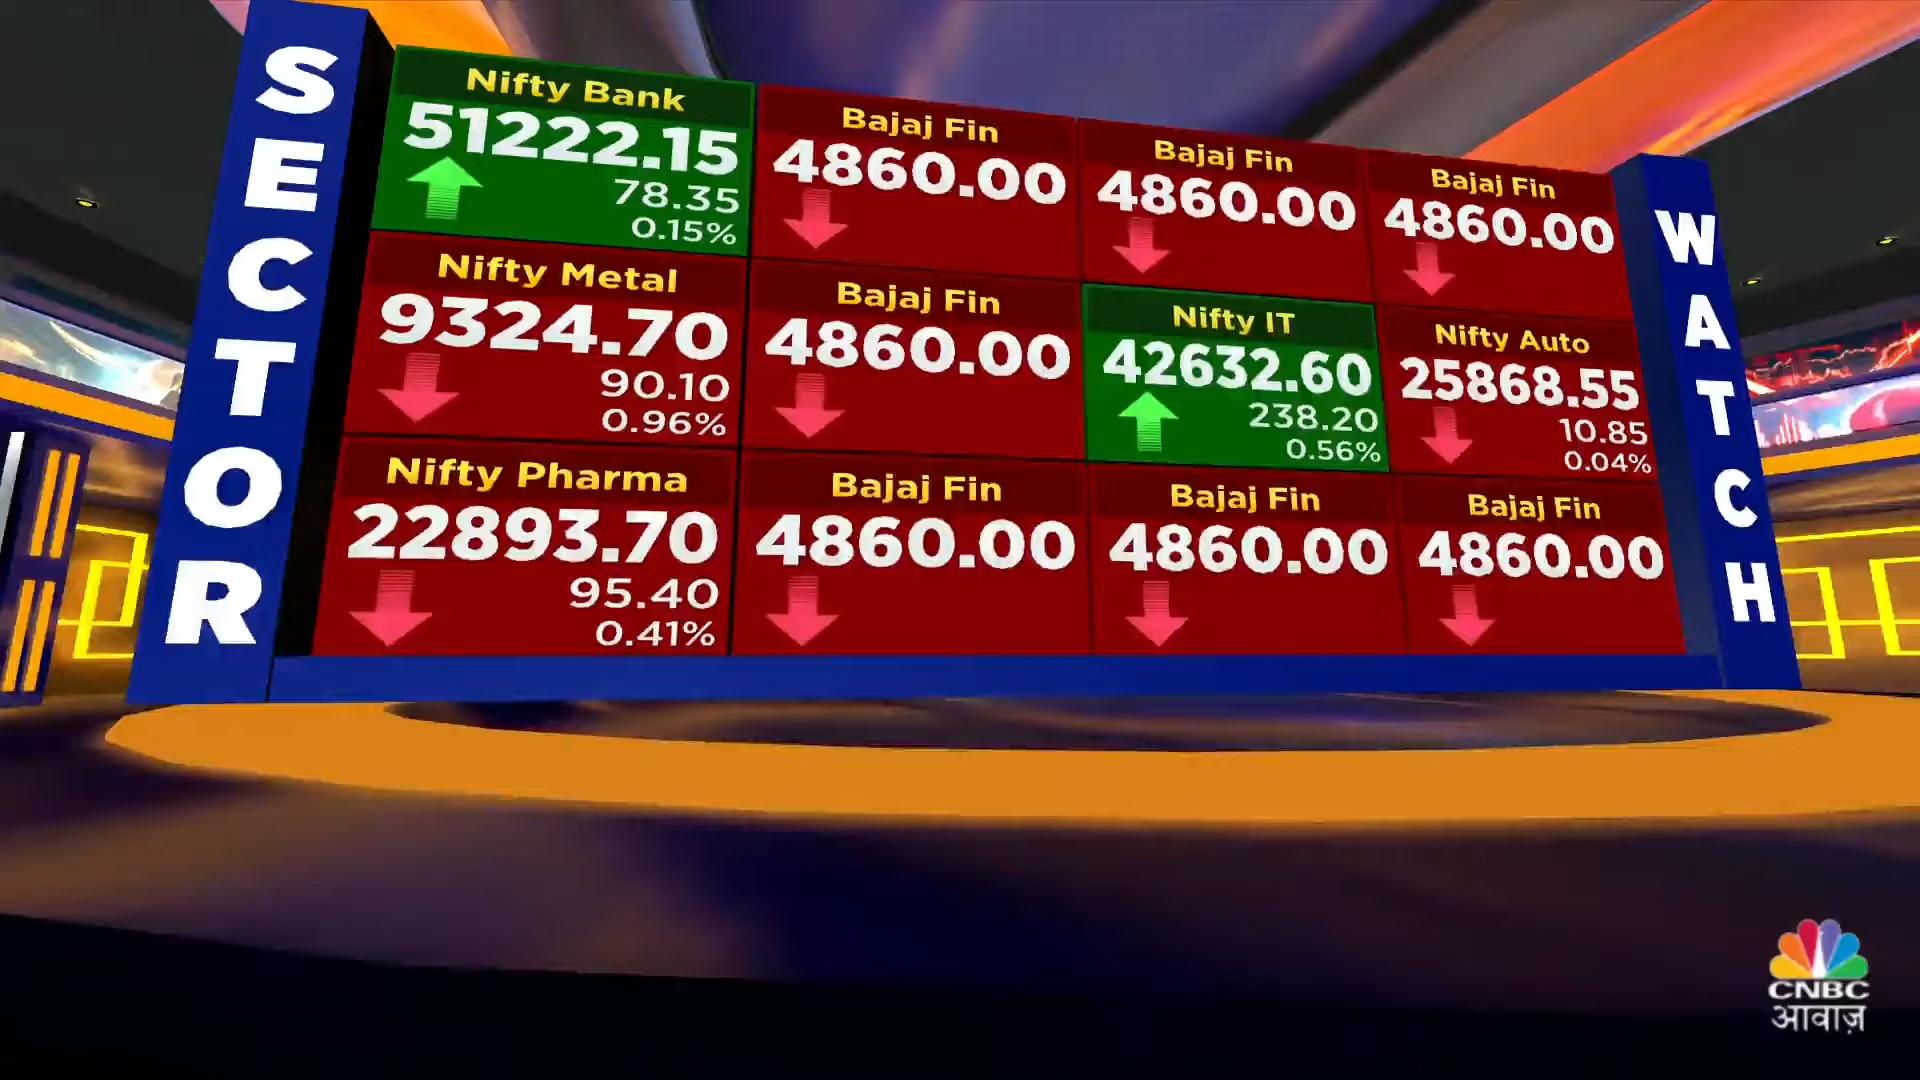 SECTOR
Nifty Bank
51222.15
78.35
0.15%
Bajaj Fin
4860.00
Bajaj Fin
4860.00
Bajaj Fin
4860.00
Nifty Metal
9324.70
90.10
0.96%
Bajaj Fin
4860.00
Nifty IT
42632.60
238.20
0.56%
Nifty Auto
25868.55
10.85
0.04%
Nifty Pharma
22893.70
95.40
0.41%
Bajaj Fin
4860.00
Bajaj Fin
4860.00
Bajaj Fin
4860.00
WATCH
CNBC
आवाज़